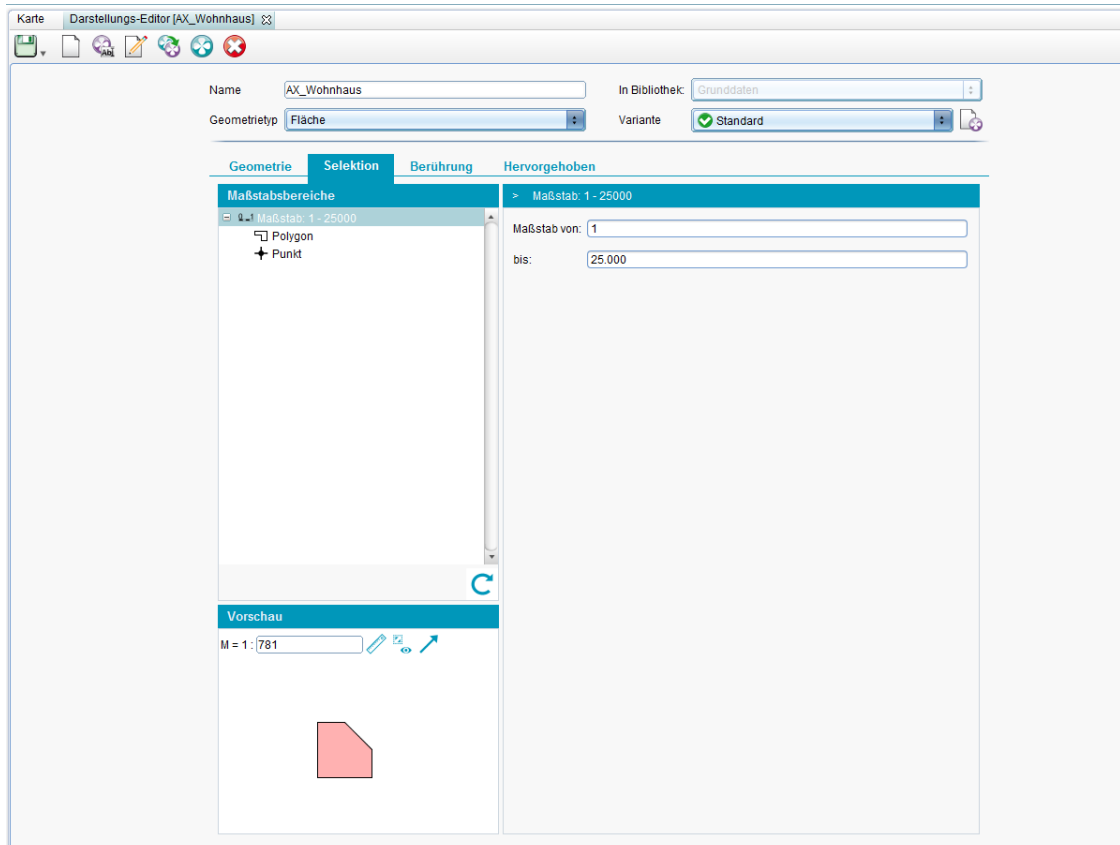 Karte Darstellungs-Editor [AX_Wohnhaus]
Abl
Name AX_Wohnhaus In Bibliothek: Grunddaten
Geometrietyp Fläche Variante Standard
Geometrie Selektion Berührung Hervorgehoben
Maßstabsbereiche > Maßstab: 1 - 25000
Maßstab: 1 - 25000
Maßstab von: 1
Polygon
Punkt
bis: 25.000
Vorschau
M = 1 : 781